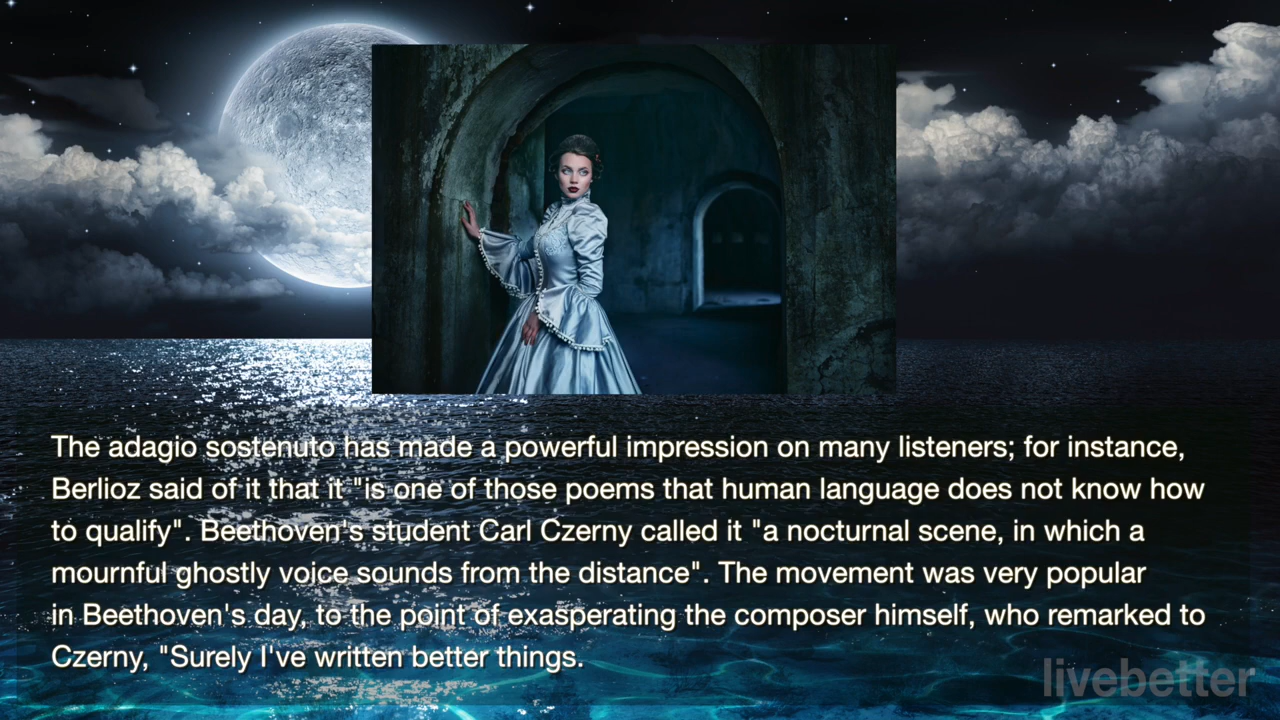 The adagio sostenuto has made a powerful impression on many listeners; for instance,
Berlioz said of it that it "is one of those poems that human language does not know how
to qualify". Beethoven's student Carl Czerny called it "a nocturnal scene, in which a
mournful ghostly voice sounds from the distance". The movement was very popular
in Beethoven's day, to the point of exasperating the composer himself, who remarked to
Czerny, "Surely I've written better things.
livebetter